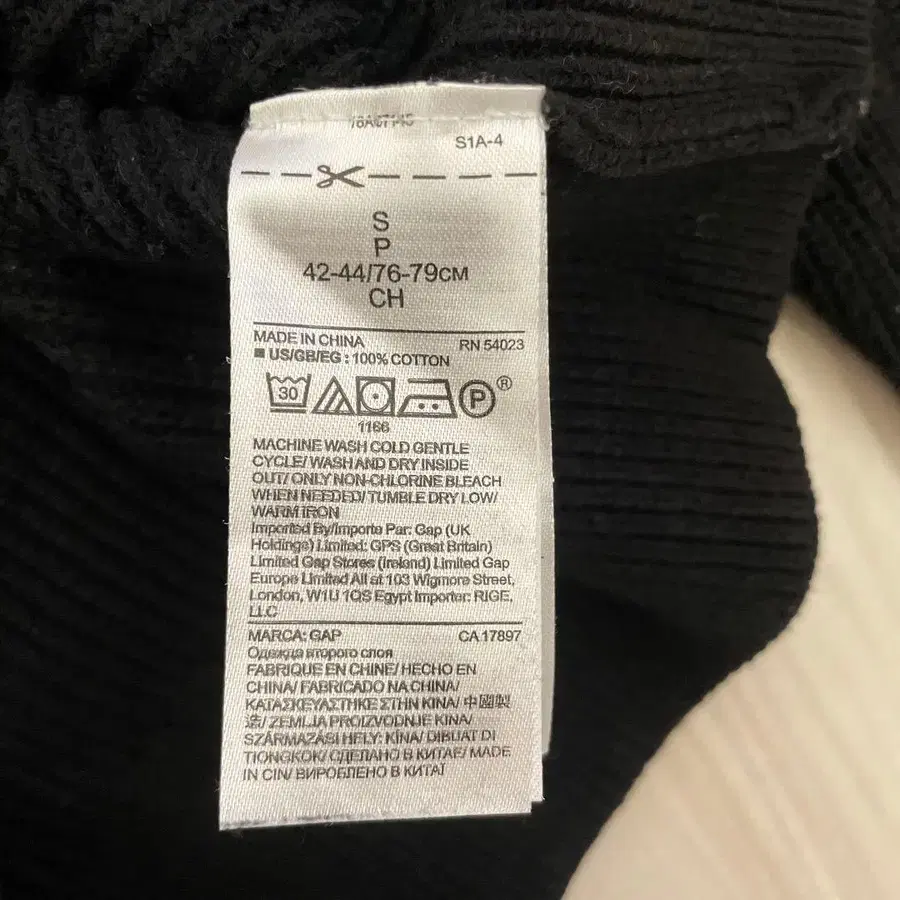 S1A-4
S
P
42-44/76-79CM
CH
MADE IN CHINA RN 54023
US/GB/EG : 100% COTTON
30 P ®
1166
MACHINE WASH COLD GENTLE
CYCLE/ WASH AND DRY INSIDE
OUT/ ONLY NON-CHLORINE BLEACH
WHEN NEEDED/ TUMBLE DRY LOW/
WARM IRON
Imported By/Importe Par: Gap (UK
Holdings) Limited: GPS (Great Britain)
Limited Gap Stores (Ireland) Limited Gap
Europe Limited All at 103 Wigmore Street,
London, W1U 1QS Egypt Importer: RIGE,
LLC
MARCA: GAP CA 17897
Одежда второго слоя
FABRIQUE EN CHINE/ HECHO EN
CHINA/ FABRICADO NA CHINA/
ΚΑΤΑΣΚΕΥΑΣΤΗΚΕ ΣΤΗΝ ΚΙΝΑ/ 中國製
造/ ZEMLJA PROIZVODNJE KINA/
SZÁRMAZÁSI HELY: KÍNA/ DIBUAT DI
TIONGKOK/ СДЕЛАНО В КИТАЕ/ MADE
IN CIN/ ВИРОБЛЕНО В КИТАЇ